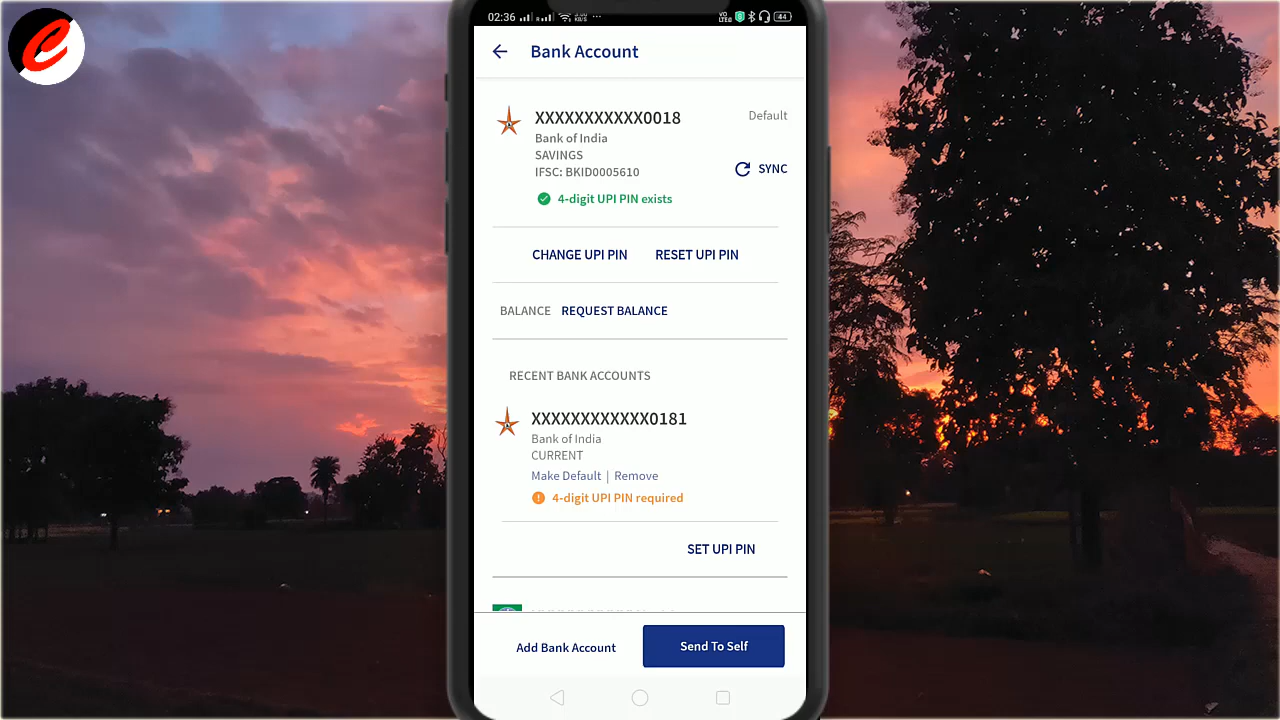 02:36
Bank Account
XXXXXXXXXXX0018 Default
Bank of India
SAVINGS
IFSC: BKID0005610
SYNC
4-digit UPI PIN exists
CHANGE UPI PIN RESET UPI PIN
BALANCE REQUEST BALANCE
RECENT BANK ACCOUNTS
XXXXXXXXXXXX0181
Bank of India
CURRENT
Make Default | Remove
4-digit UPI PIN required
SET UPI PIN
Add Bank Account Send To Self